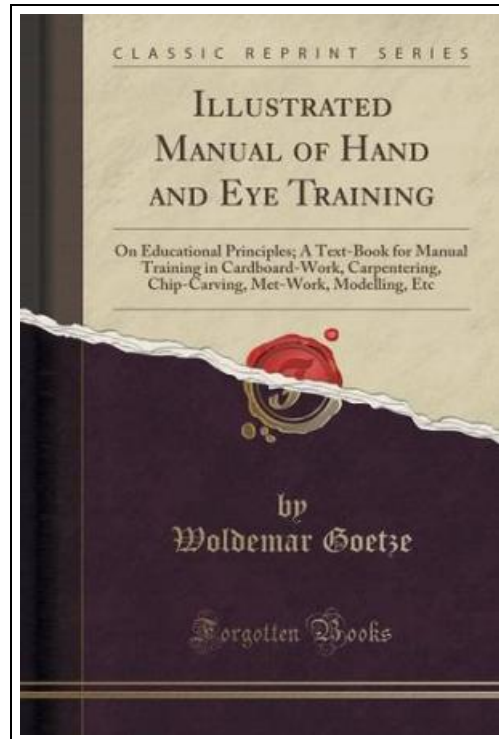 CLASSIC REPRINT SERIES
ILLUSTRATED
MANUAL OF HAND
AND EYE TRAINING
On Educational Principles; A Text-Book for Manual
Training in Cardboard-Work, Carpentering,
Chip-Carving, Met-Work, Modelling, Etc
by
Woldemar Goetze
Forgotten Books